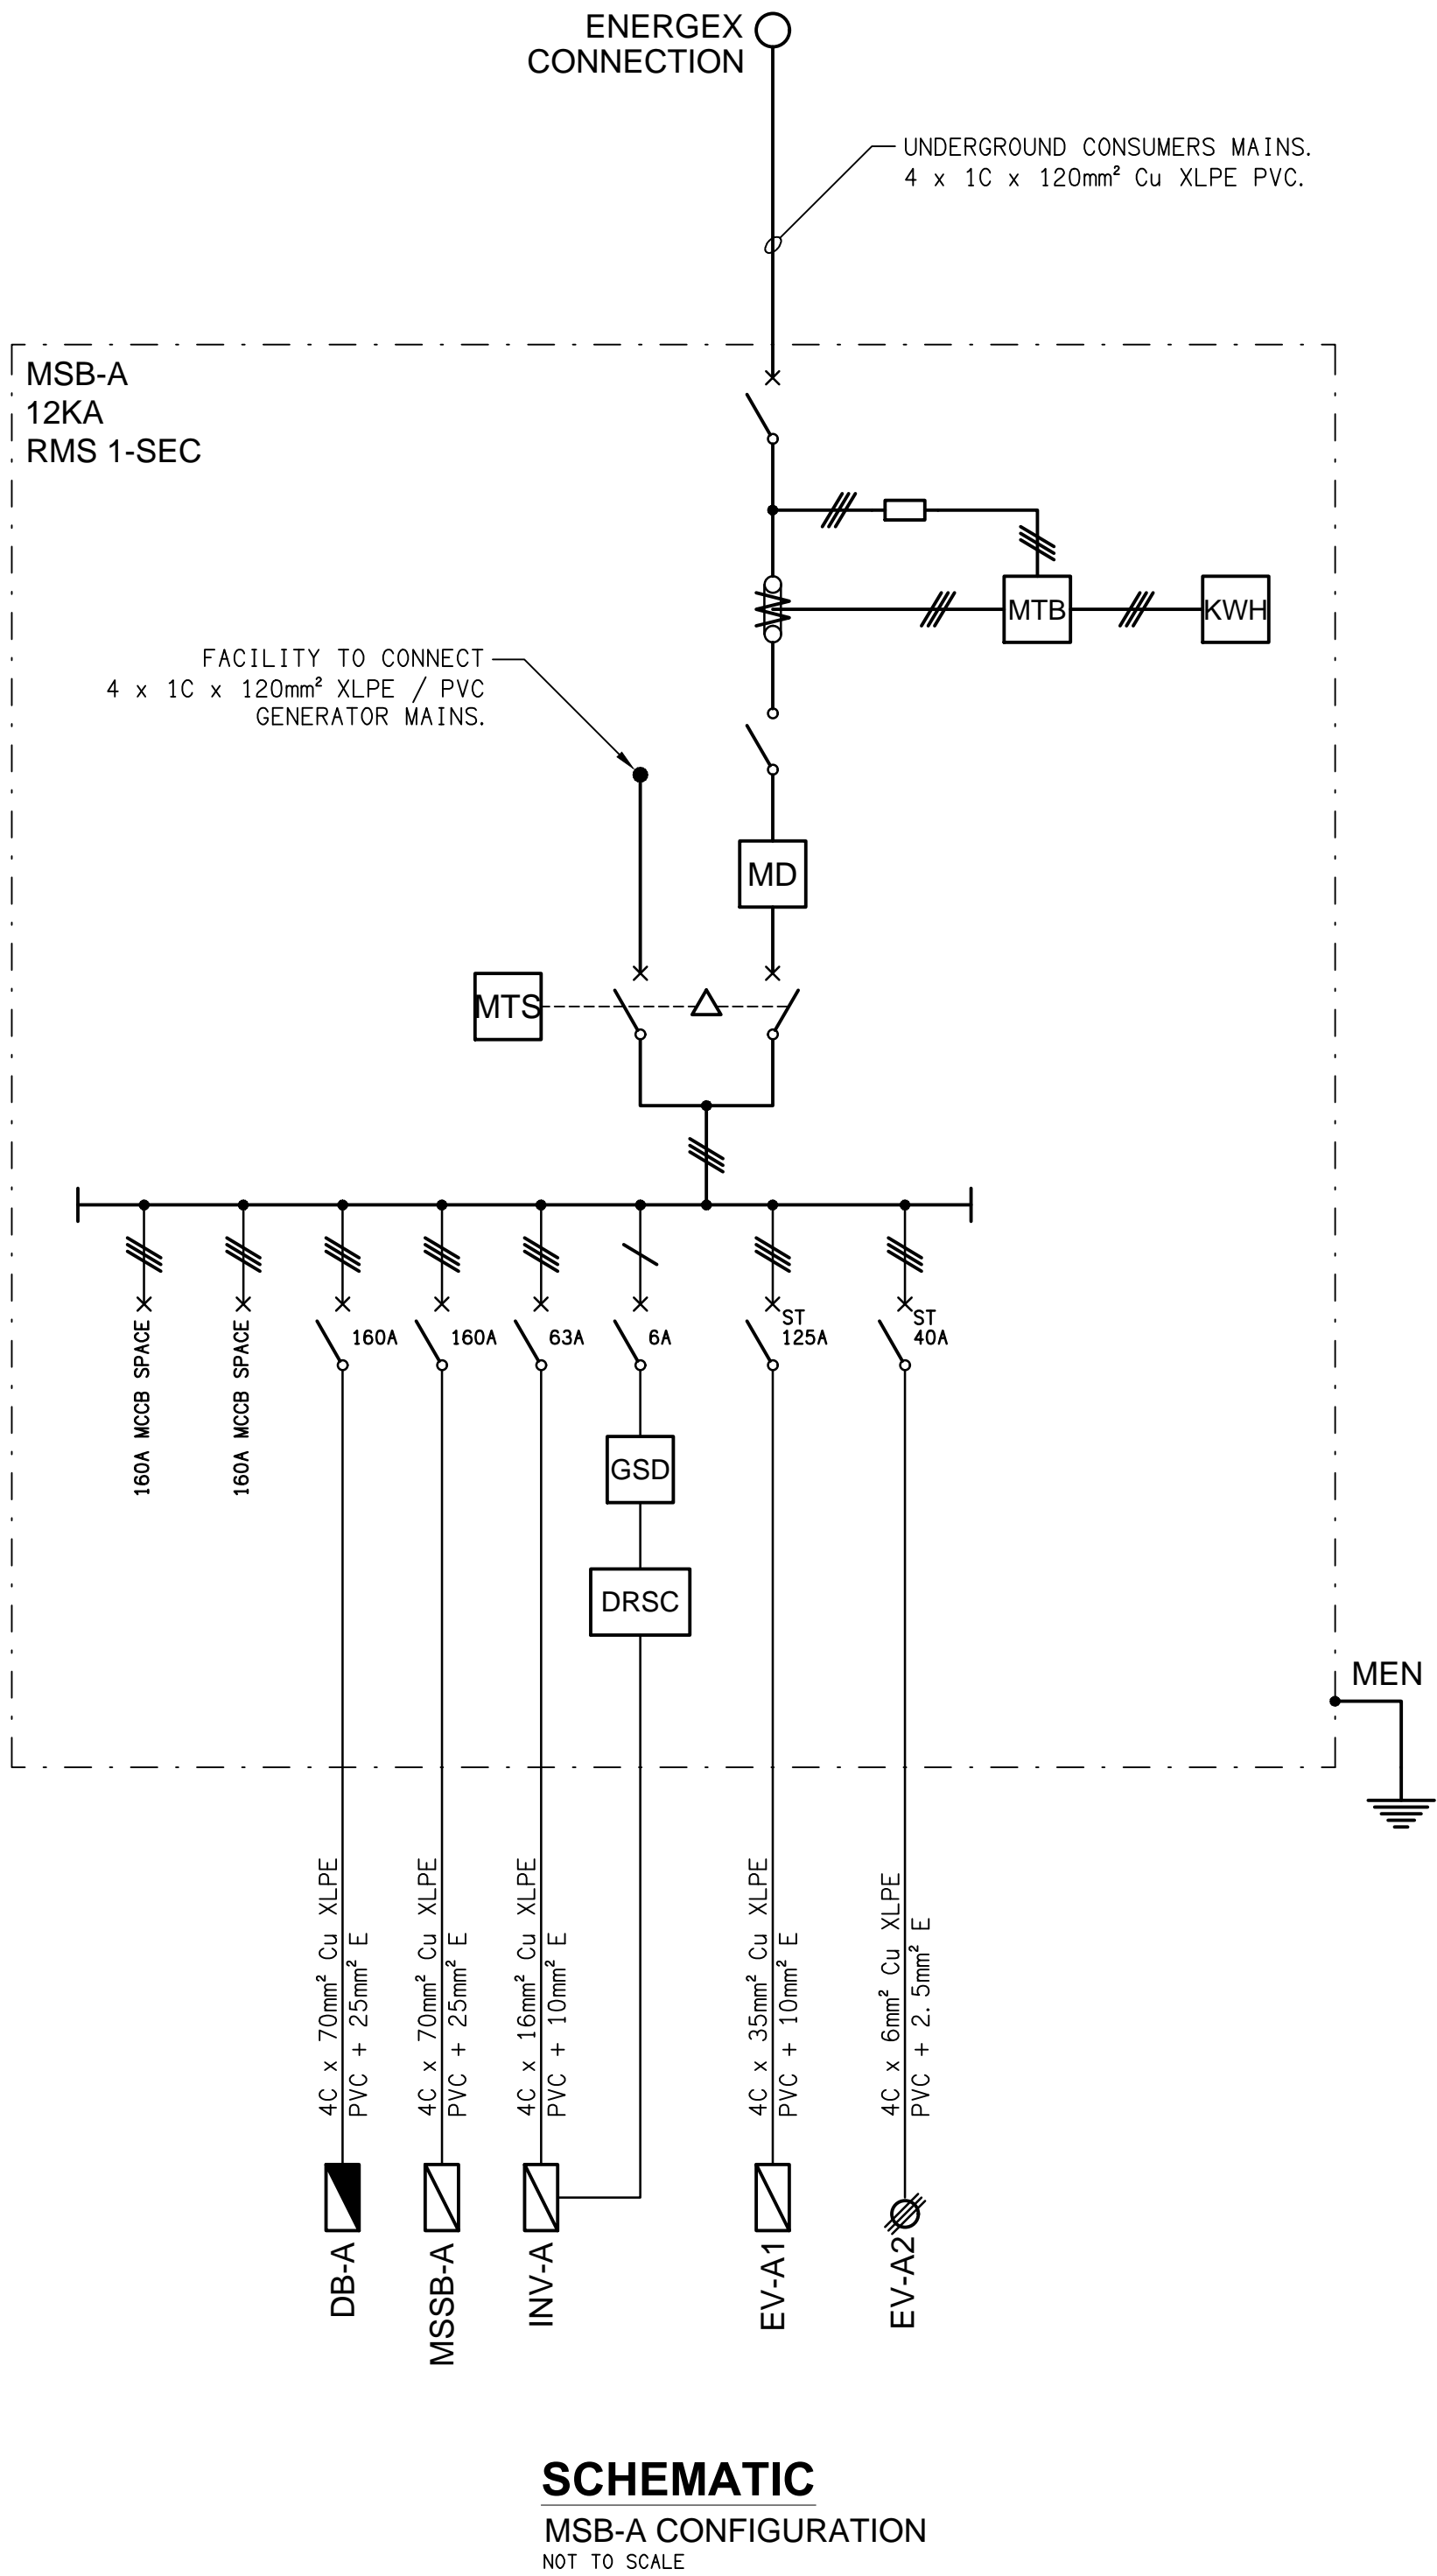 ENERGEX
CONNECTION
UNDERGROUND CONSUMERS MAINS.
4 x 1C x 120mm² Cu XLPE PVC.
MSB-A
12KA
RMS 1-SEC
MTB
KWH
FACILITY TO CONNECT
4 x 1C x 120mm² XLPE / PVC
GENERATOR MAINS.
MD
MTS
160A MCCB SPACE
160A MCCB SPACE
160A
160A
63A
6A
ST
125A
ST
40A
GSD
DRSC
MEN
4C x 70mm² Cu XLPE
PVC + 25mm² E
4C x 70mm² Cu XLPE
PVC + 25mm² E
4C x 16mm² Cu XLPE
PVC + 10mm² E
4C x 35mm² Cu XLPE
PVC + 10mm² E
4C x 6mm² Cu XLPE
PVC + 2.5mm² E
DB-A
MSSB-A
INV-A
EV-A1
EV-A2
SCHEMATIC
MSB-A CONFIGURATION
NOT TO SCALE